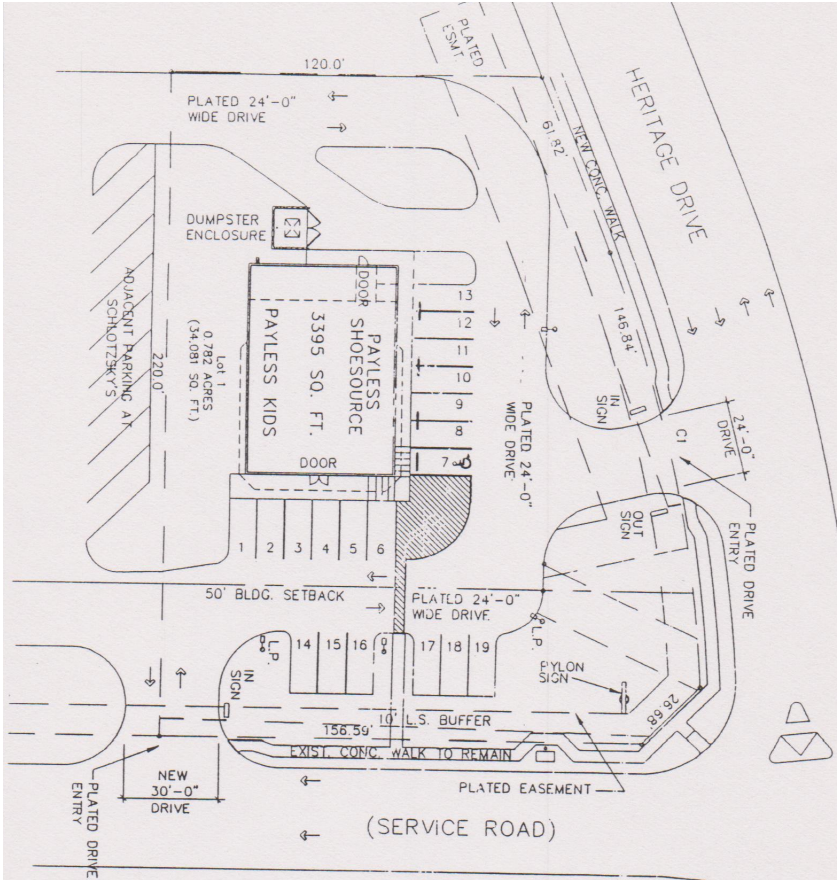 PLATED
ESMT
HERITAGE DRIVE
120.0'
PLATED 24'-0"
WIDE DRIVE
61.82'
NEW CONC. WALK
DUMPSTER
ENCLOSURE
DOOR
13
12
11
10
9
8
7
146.84'
ADJACENT PARKING AT
SCHLOTZSKY'S
220.0'
Lot 1
0.782 ACRES
(34.081 SQ. FT.)
PAYLESS
SHOESOURCE
3395 SQ. FT.
PAYLESS KIDS
DOOR
PLATED 24'-0"
WIDE DRIVE
IN
SIGN
C1
24'-0"
DRIVE
OUT
SIGN
PLATED DRIVE
ENTRY
1
2
3
4
5
6
50' BLDG. SETBACK
PLATED 24'-0"
WIDE DRIVE
L.P.
14
15
16
17
18
19
L.P.
IN
SIGN
PYLON
SIGN
26.68'
10' L.S. BUFFER
156.59'
EXIST. CONC. WALK TO REMAIN
NEW
30'-0"
DRIVE
PLATED EASEMENT
PLATED DRIVE
ENTRY
(SERVICE ROAD)